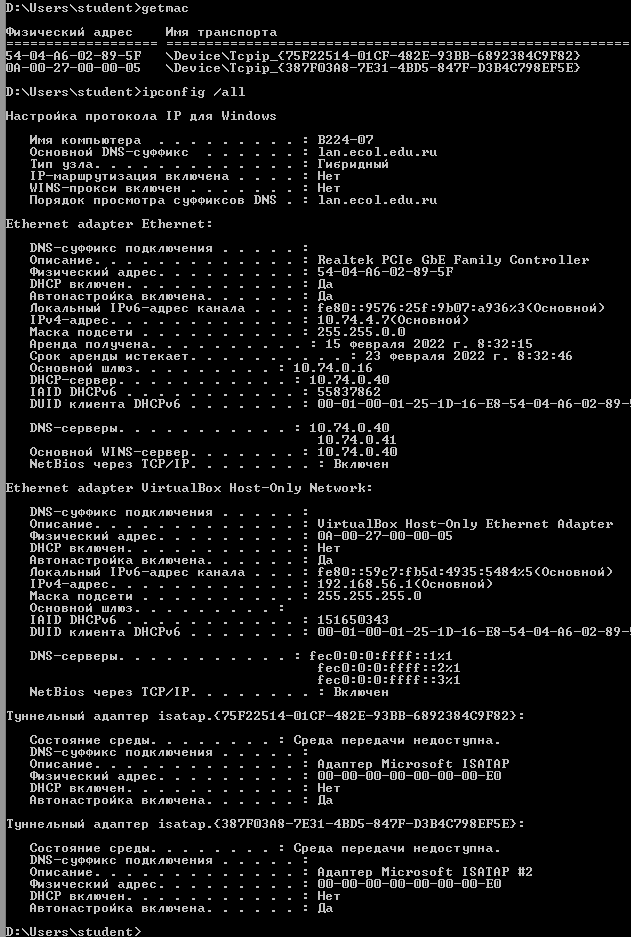 D:\Users\student>getmac
Физический адрес    Имя транспорта
=================== ==========================================================
54-04-A6-02-89-5F   \Device\Tcpip_{75F22514-01CF-482E-93BB-6892384C9F82}
0A-00-27-00-00-05   \Device\Tcpip_{387F03A8-7E31-4BD5-847F-D3B4C798EF5E}
D:\Users\student>ipconfig /all
Настройка протокола IP для Windows
Имя компьютера  . . . . . . . . . : B224-07
Основной DNS-суффикс  . . . . . . : lan.ecol.edu.ru
Тип узла. . . . . . . . . . . . . : Гибридный
IP-маршрутизация включена . . . . : Нет
WINS-прокси включен . . . . . . . : Нет
Порядок просмотра суффиксов DNS . : lan.ecol.edu.ru
Ethernet adapter Ethernet:
DNS-суффикс подключения . . . . . :
Описание. . . . . . . . . . . . . : Realtek PCIe GbE Family Controller
Физический адрес. . . . . . . . . : 54-04-A6-02-89-5F
DHCP включен. . . . . . . . . . . : Да
Автонастройка включена. . . . . . : Да
Локальный IPv6-адрес канала . . . : fe80::9576:25f:9b07:a936%3(Основной)
IPv4-адрес. . . . . . . . . . . . : 10.74.4.7(Основной)
Маска подсети . . . . . . . . . . : 255.255.0.0
Аренда получена. . . . . . . . . . : 15 февраля 2022 г. 8:32:15
Срок аренды истекает. . . . . . . . . . : 23 февраля 2022 г. 8:32:46
Основной шлюз. . . . . . . . . : 10.74.0.16
DHCP-сервер. . . . . . . . . . . : 10.74.0.40
IAID DHCPv6 . . . . . . . . . . . : 55837862
DUID клиента DHCPv6 . . . . . . . : 00-01-00-01-25-1D-16-E8-54-04-A6-02-89-5
DNS-серверы. . . . . . . . . . . : 10.74.0.40
10.74.0.41
Основной WINS-сервер. . . . . . . : 10.74.0.40
NetBios через TCP/IP. . . . . . . . : Включен
Ethernet adapter VirtualBox Host-Only Network:
DNS-суффикс подключения . . . . . :
Описание. . . . . . . . . . . . . : VirtualBox Host-Only Ethernet Adapter
Физический адрес. . . . . . . . . : 0A-00-27-00-00-05
DHCP включен. . . . . . . . . . . : Нет
Автонастройка включена. . . . . . : Да
Локальный IPv6-адрес канала . . . : fe80::59c7:fb5d:4935:5484%5(Основной)
IPv4-адрес. . . . . . . . . . . . : 192.168.56.1(Основной)
Маска подсети . . . . . . . . . . : 255.255.255.0
Основной шлюз. . . . . . . . . :
IAID DHCPv6 . . . . . . . . . . . : 151650343
DUID клиента DHCPv6 . . . . . . . : 00-01-00-01-25-1D-16-E8-54-04-A6-02-89-5
DNS-серверы. . . . . . . . . . . : fec0:0:0:ffff::1%1
fec0:0:0:ffff::2%1
fec0:0:0:ffff::3%1
NetBios через TCP/IP. . . . . . . . : Включен
Туннельный адаптер isatap.{75F22514-01CF-482E-93BB-6892384C9F82}:
Состояние среды. . . . . . . . : Среда передачи недоступна.
DNS-суффикс подключения . . . . . :
Описание. . . . . . . . . . . . . : Адаптер Microsoft ISATAP
Физический адрес. . . . . . . . . : 00-00-00-00-00-00-00-E0
DHCP включен. . . . . . . . . . . : Нет
Автонастройка включена. . . . . . : Да
Туннельный адаптер isatap.{387F03A8-7E31-4BD5-847F-D3B4C798EF5E}:
Состояние среды. . . . . . . . : Среда передачи недоступна.
DNS-суффикс подключения . . . . . :
Описание. . . . . . . . . . . . . : Адаптер Microsoft ISATAP #2
Физический адрес. . . . . . . . . : 00-00-00-00-00-00-00-E0
DHCP включен. . . . . . . . . . . : Нет
Автонастройка включена. . . . . . : Да
D:\Users\student>